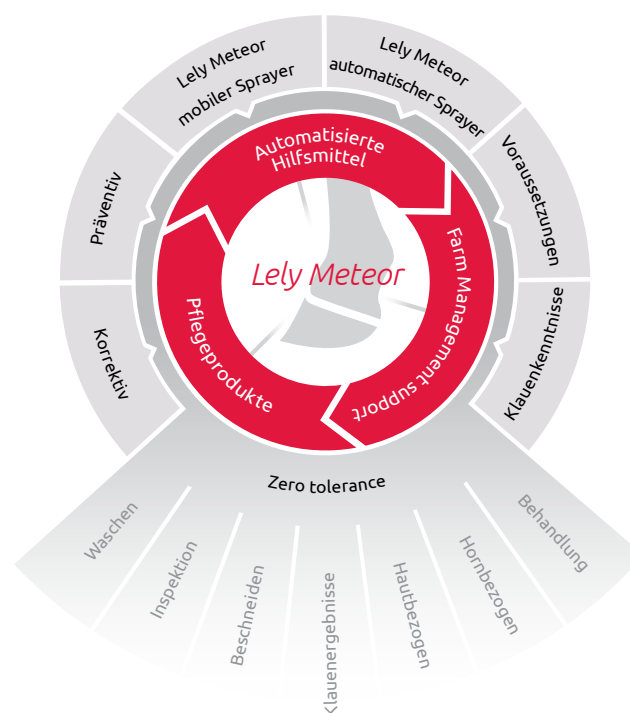 Lely Meteor
mobiler Sprayer
Lely Meteor
automatischer Sprayer
Präventiv
Voraussetzungen
Korrektiv
Klauenkenntnisse
Automatisierte
Hilfsmittel
Farm Management support
Pflegeprodukte
Lely Meteor
Zero tolerance
Waschen
Inspektion
Beschneiden
Klauenergebnisse
Hautbezogen
Hornbezogen
Behandlung